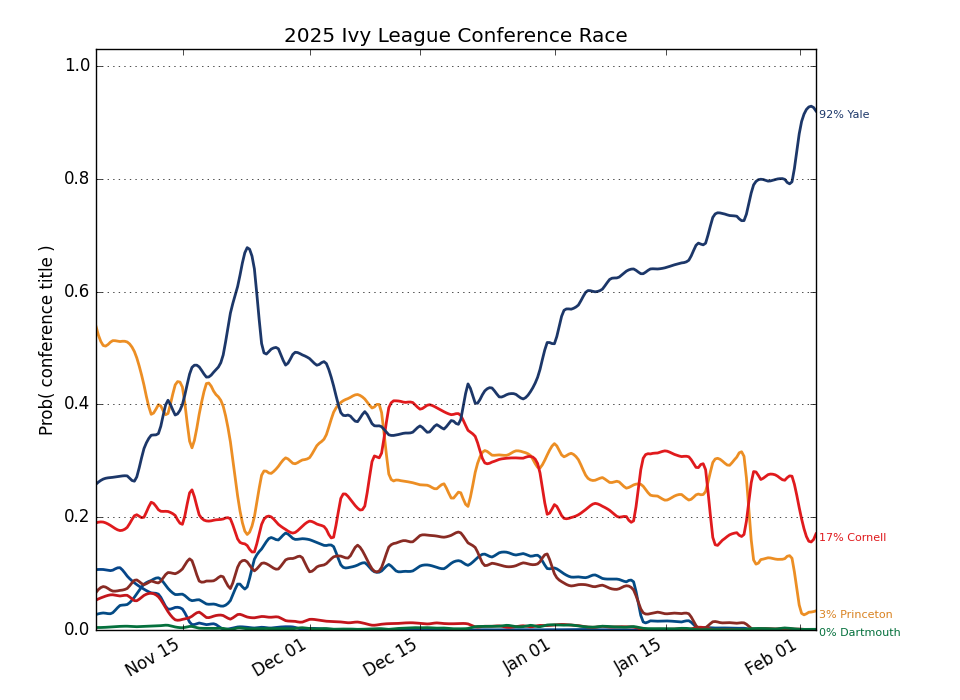 2025 Ivy League Conference Race
Prob( conference title )
1.0
0.8
0.6
0.4
0.2
0.0
92% Yale
17% Cornell
3% Princeton
0% Dartmouth
Nov 15
Dec 01
Dec 15
Jan 01
Jan 15
Feb 01